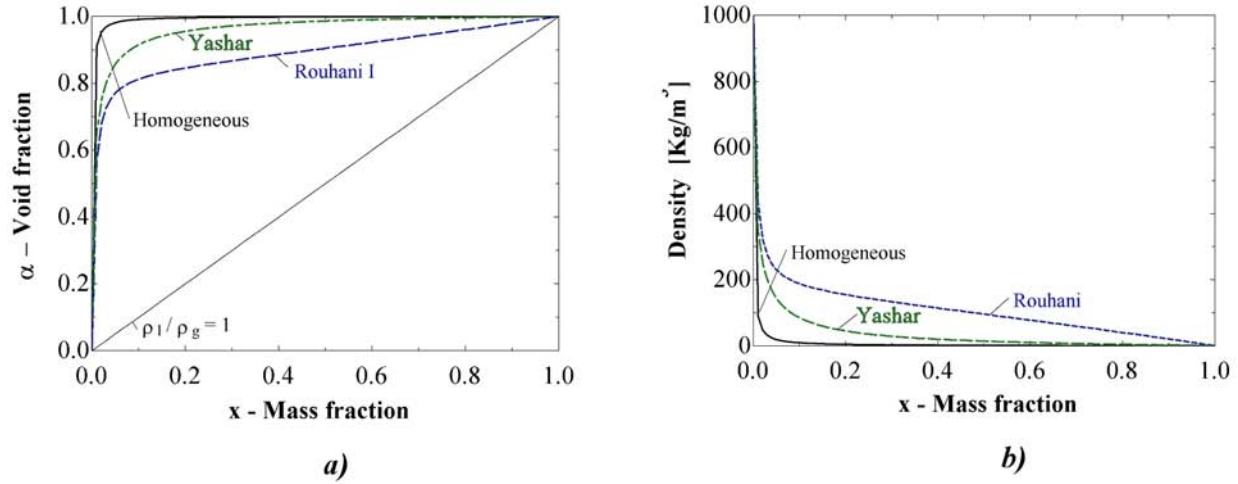 α – Void fraction
1.0
0.8
0.6
0.4
0.2
0.0
Yashar
Rouhani I
Homogeneous
ρ l / ρ g = 1
0.0 0.2 0.4 0.6 0.8 1.0
x - Mass fraction
a)
Density [Kg/m³]
1000
800
600
400
200
0
Homogeneous
Rouhani
Yashar
0.0 0.2 0.4 0.6 0.8 1.0
x - Mass fraction
b)